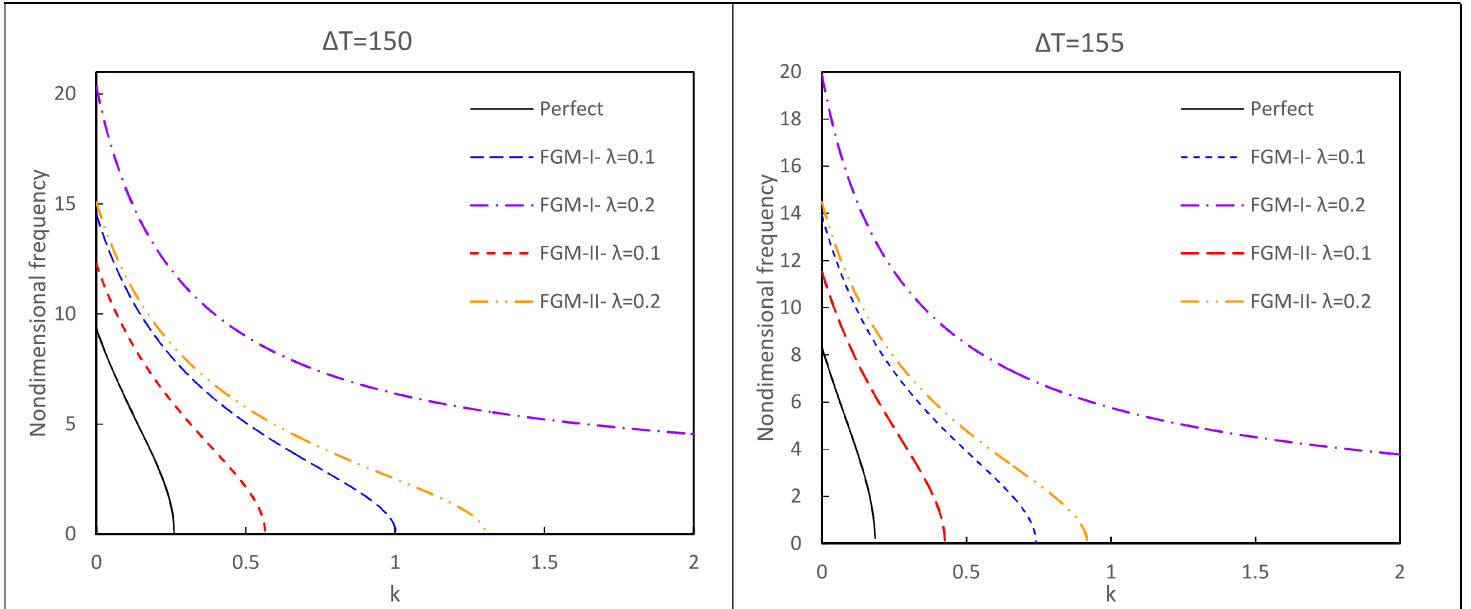 ΔT=150
Nondimensional frequency
20
15
10
5
0
0
0.5
1
1.5
2
k
Perfect
FGM-I- λ=0.1
FGM-I- λ=0.2
FGM-II- λ=0.1
FGM-II- λ=0.2
ΔT=155
Nondimensional frequency
20
18
16
14
12
10
8
6
4
2
0
0
0.5
1
1.5
2
k
Perfect
FGM-I- λ=0.1
FGM-I- λ=0.2
FGM-II- λ=0.1
FGM-II- λ=0.2